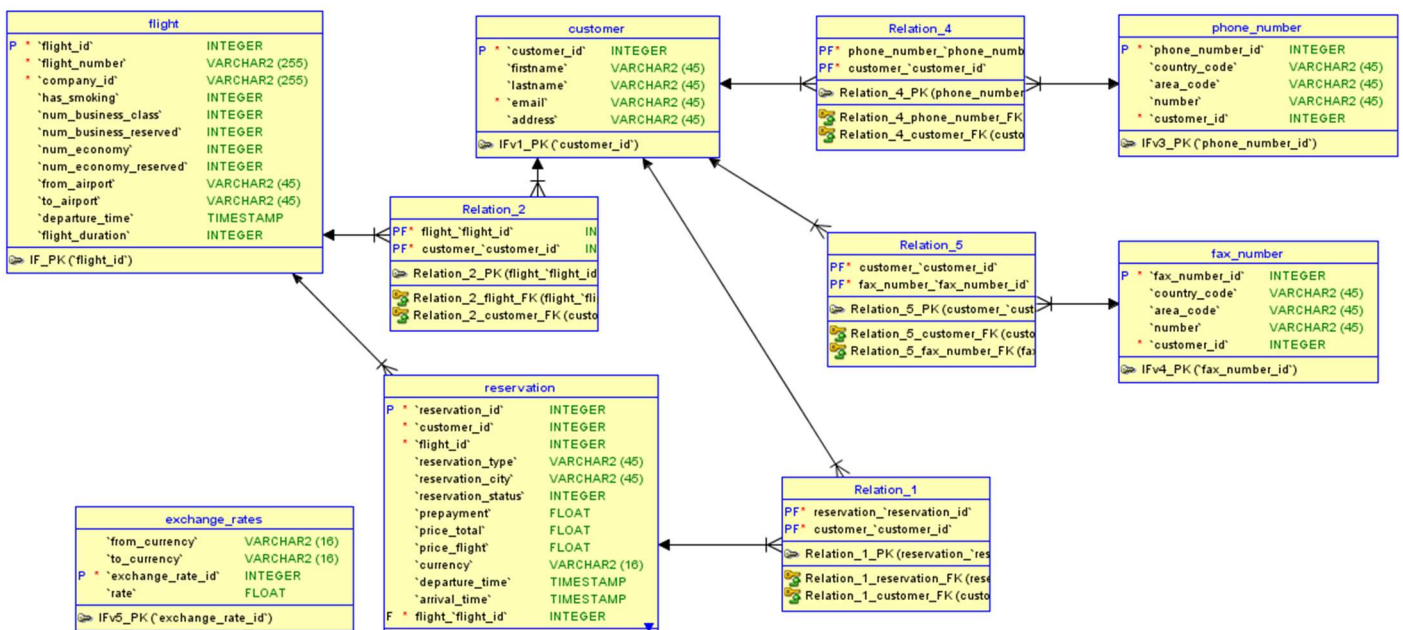 flight
P * `flight_id` INTEGER
* `flight_number` VARCHAR2 (255)
* `company_id` VARCHAR2 (255)
`has_smoking` INTEGER
`num_business_class` INTEGER
`num_business_reserved` INTEGER
`num_economy` INTEGER
`num_economy_reserved` INTEGER
`from_airport` VARCHAR2 (45)
`to_airport` VARCHAR2 (45)
`departure_time` TIMESTAMP
`flight_duration` INTEGER
IF_PK (`flight_id`)
customer
P * `customer_id` INTEGER
`firstname` VARCHAR2 (45)
`lastname` VARCHAR2 (45)
* `email` VARCHAR2 (45)
`address` VARCHAR2 (45)
IFv1_PK (`customer_id`)
Relation_4
PF* phone_number_`phone_numb
PF* customer_`customer_id`
Relation_4_PK (phone_number
Relation_4_phone_number_FK
Relation_4_customer_FK (custo
phone_number
P * `phone_number_id` INTEGER
`country_code` VARCHAR2 (45)
`area_code` VARCHAR2 (45)
`number` VARCHAR2 (45)
* `customer_id` INTEGER
IFv3_PK (`phone_number_id`)
Relation_2
PF* flight_`flight_id` IN
PF* customer_`customer_id` IN
Relation_2_PK (flight_`flight_id
Relation_2_flight_FK (flight_`fli
Relation_2_customer_FK (custo
Relation_5
PF* customer_`customer_id`
PF* fax_number_`fax_number_id`
Relation_5_PK (customer_`cust
Relation_5_customer_FK (custo
Relation_5_fax_number_FK (fa
fax_number
P * `fax_number_id` INTEGER
`country_code` VARCHAR2 (45)
`area_code` VARCHAR2 (45)
`number` VARCHAR2 (45)
* `customer_id` INTEGER
IFv4_PK (`fax_number_id`)
reservation
P * `reservation_id` INTEGER
* `customer_id` INTEGER
* `flight_id` INTEGER
`reservation_type` VARCHAR2 (45)
`reservation_city` VARCHAR2 (45)
`reservation_status` INTEGER
`prepayment` FLOAT
`price_total` FLOAT
`price_flight` FLOAT
`currency` VARCHAR2 (16)
`departure_time` TIMESTAMP
`arrival_time` TIMESTAMP
F * flight_`flight_id` INTEGER
Relation_1
PF* reservation_`reservation_id`
PF* customer_`customer_id`
Relation_1_PK (reservation_`res
Relation_1_reservation_FK (rese
Relation_1_customer_FK (custo
exchange_rates
`from_currency` VARCHAR2 (16)
`to_currency` VARCHAR2 (16)
P * `exchange_rate_id` INTEGER
`rate` FLOAT
IFv5_PK (`exchange_rate_id`)